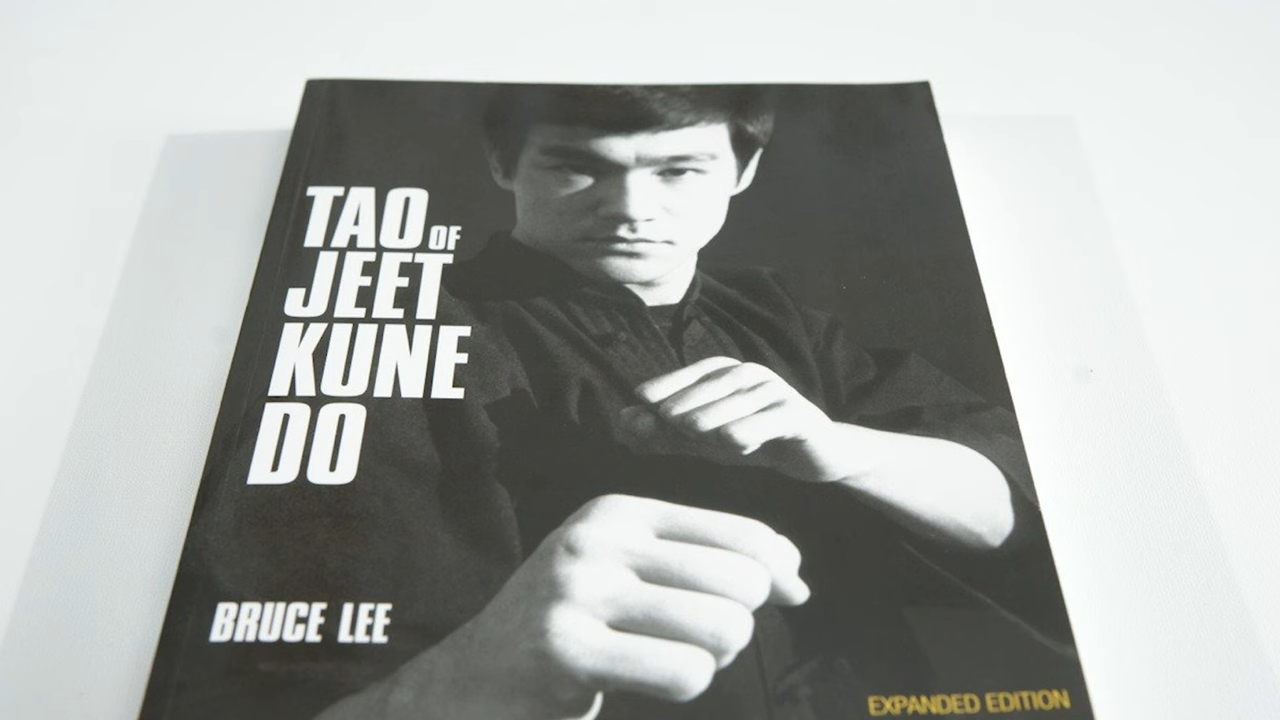 TAO OF
JEET
KUNE
DO
BRUCE LEE
EXPANDED EDITION